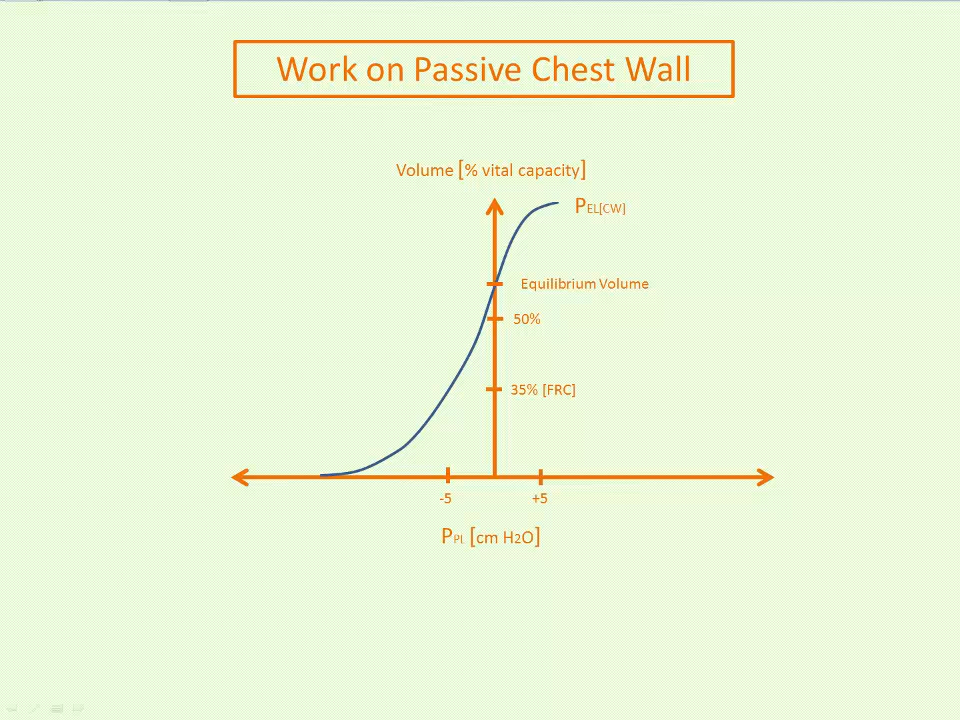 Work on Passive Chest Wall
Volume [% vital capacity]
PEL[CW]
Equilibrium Volume
50%
35% [FRC]
-5
+5
PPl [cm H2O]